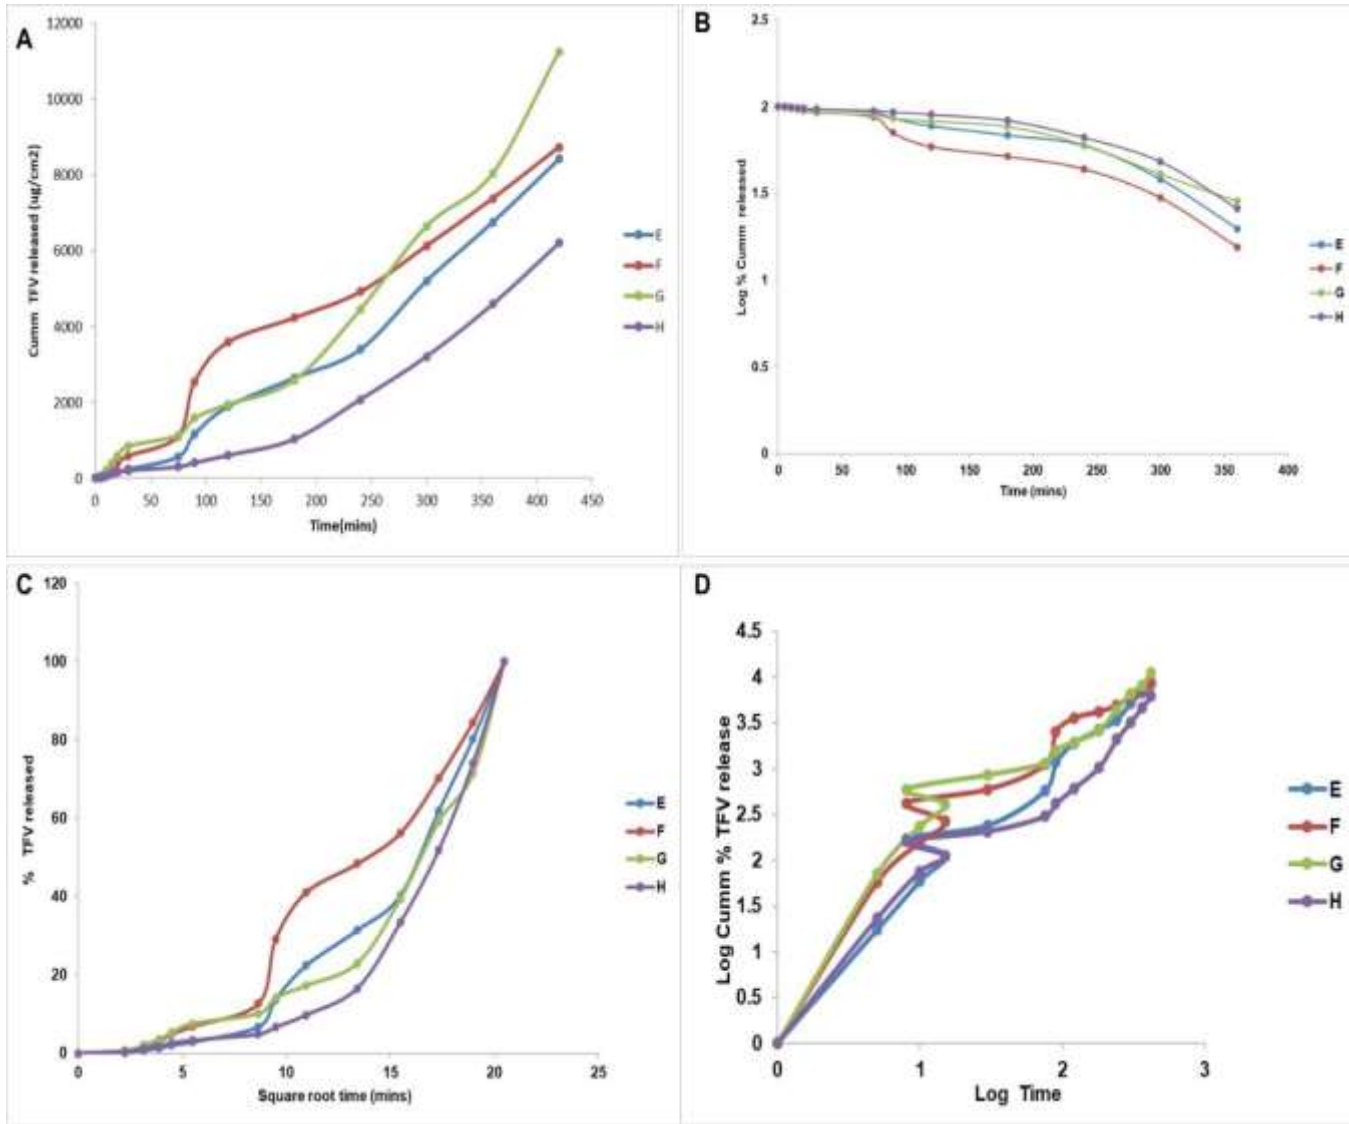 A
12000
10000
8000
6000
4000
2000
0
Cumm TFV released (ug/cm2)
0 50 100 150 200 250 300 350 400 450
Time(mins)
E
F
G
H
B
2.5
2
1.5
1
0.5
0
Log % Cumm released
0 50 100 150 200 250 300 350 400
Time (mins)
E
F
G
H
C
120
100
80
60
40
20
0
% TFV released
0 5 10 15 20 25
Square root time (mins)
E
F
G
H
D
4.5
4
3.5
3
2.5
2
1.5
1
0.5
0
Log Cumm % TFV release
0 1 2 3
Log Time
E
F
G
H